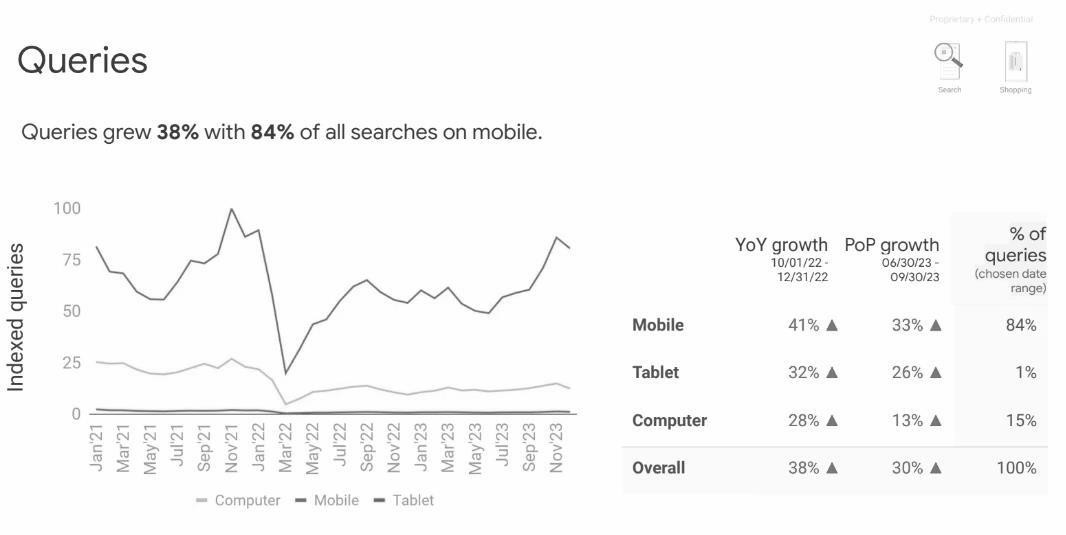 Proprietary + Confidential
Queries
Search
Shopping
Queries grew 38% with 84% of all searches on mobile.
Indexed queries
100
75
50
25
0
Jan'21
Mar'21
May'21
Jul'21
Sep'21
Nov'21
Jan'22
Mar'22
May'22
Jul'22
Sep'22
Nov'22
Jan'23
Mar'23
May'23
Jul'23
Sep'23
Nov'23
Computer Mobile Tablet
YoY growth
10/01/22 -
12/31/22
PoP growth
06/30/23 -
09/30/23
% of
queries
(chosen date
range)
Mobile 41% ▲ 33% ▲ 84%
Tablet 32% ▲ 26% ▲ 1%
Computer 28% ▲ 13% ▲ 15%
Overall 38% ▲ 30% ▲ 100%